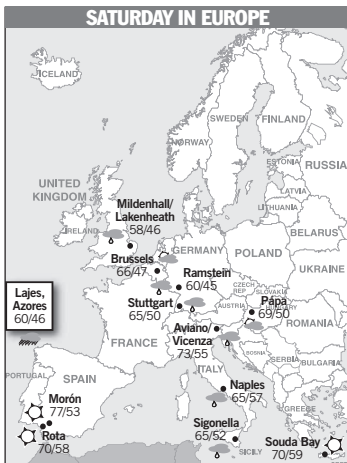 SATURDAY IN EUROPE
ICELAND
SWEDEN
FINLAND
NORWAY
ESTONIA
RUSSIA
LATVIA
LITHUANIA
UNITED
KINGDOM
Mildenhall/
Lakenheath
58/46
IRELAND
BELARUS
Brussels
66/47
GERMANY
POLAND
Ramstein
60/45
UKRAINE
CZECH
REP
SLOVAKIA
Lajes,
Azores
60/46
Stuttgart
65/50
AUSTRIA
Pápa
69/50
HUNGARY
FRANCE
Aviano/
Vicenza
73/55
ROMANIA
BOSNIA
SERBIA
BULGARIA
ITALY
PORTUGAL
SPAIN
Morón
77/53
Naples
65/57
Rota
70/58
Sigonella
65/52
SICILY
GREECE
Souda Bay
70/59